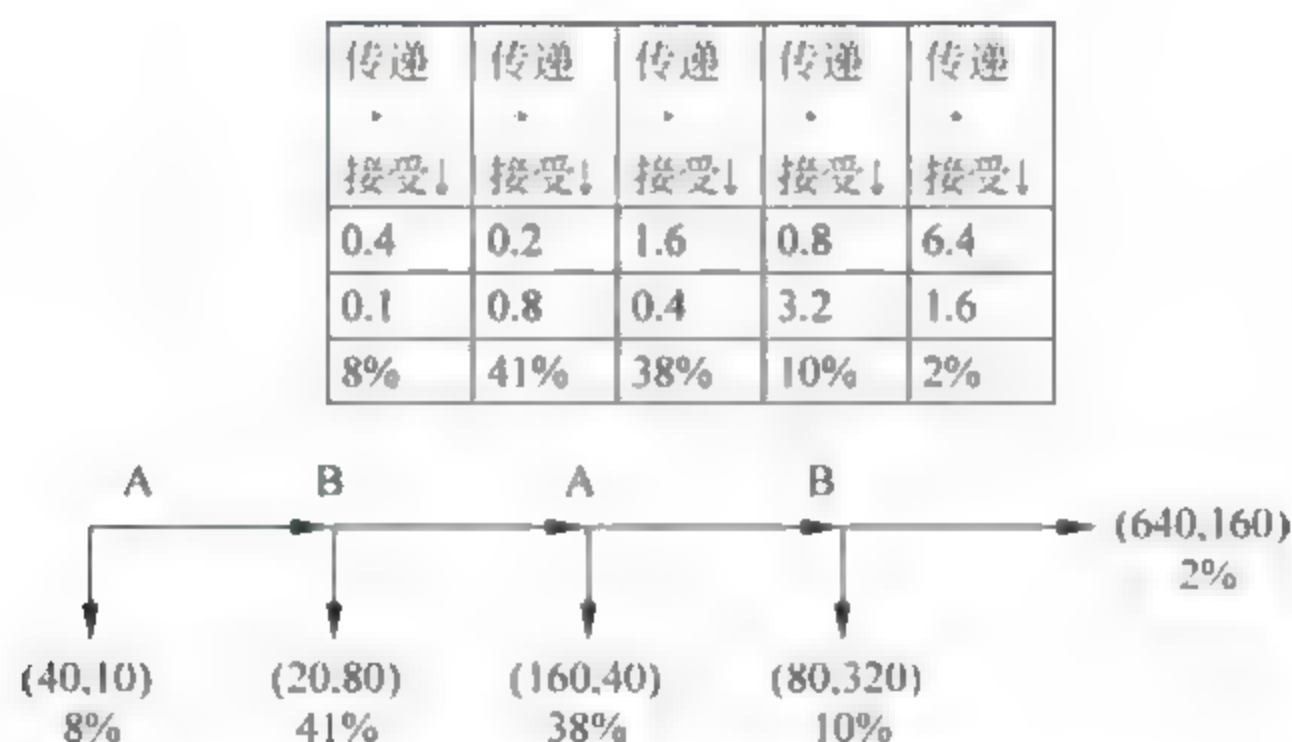 传递 传递 传递 传递 传递
· · · · ·
接受↓ 接受↓ 接受↓ 接受↓ 接受↓
0.4 0.2 1.6 0.8 6.4
0.1 0.8 0.4 3.2 1.6
8% 41% 38% 10% 2%
A B A B
(640,160)
2%
(40,10) (20,80) (160,40) (80,320)
8% 41% 38% 10%